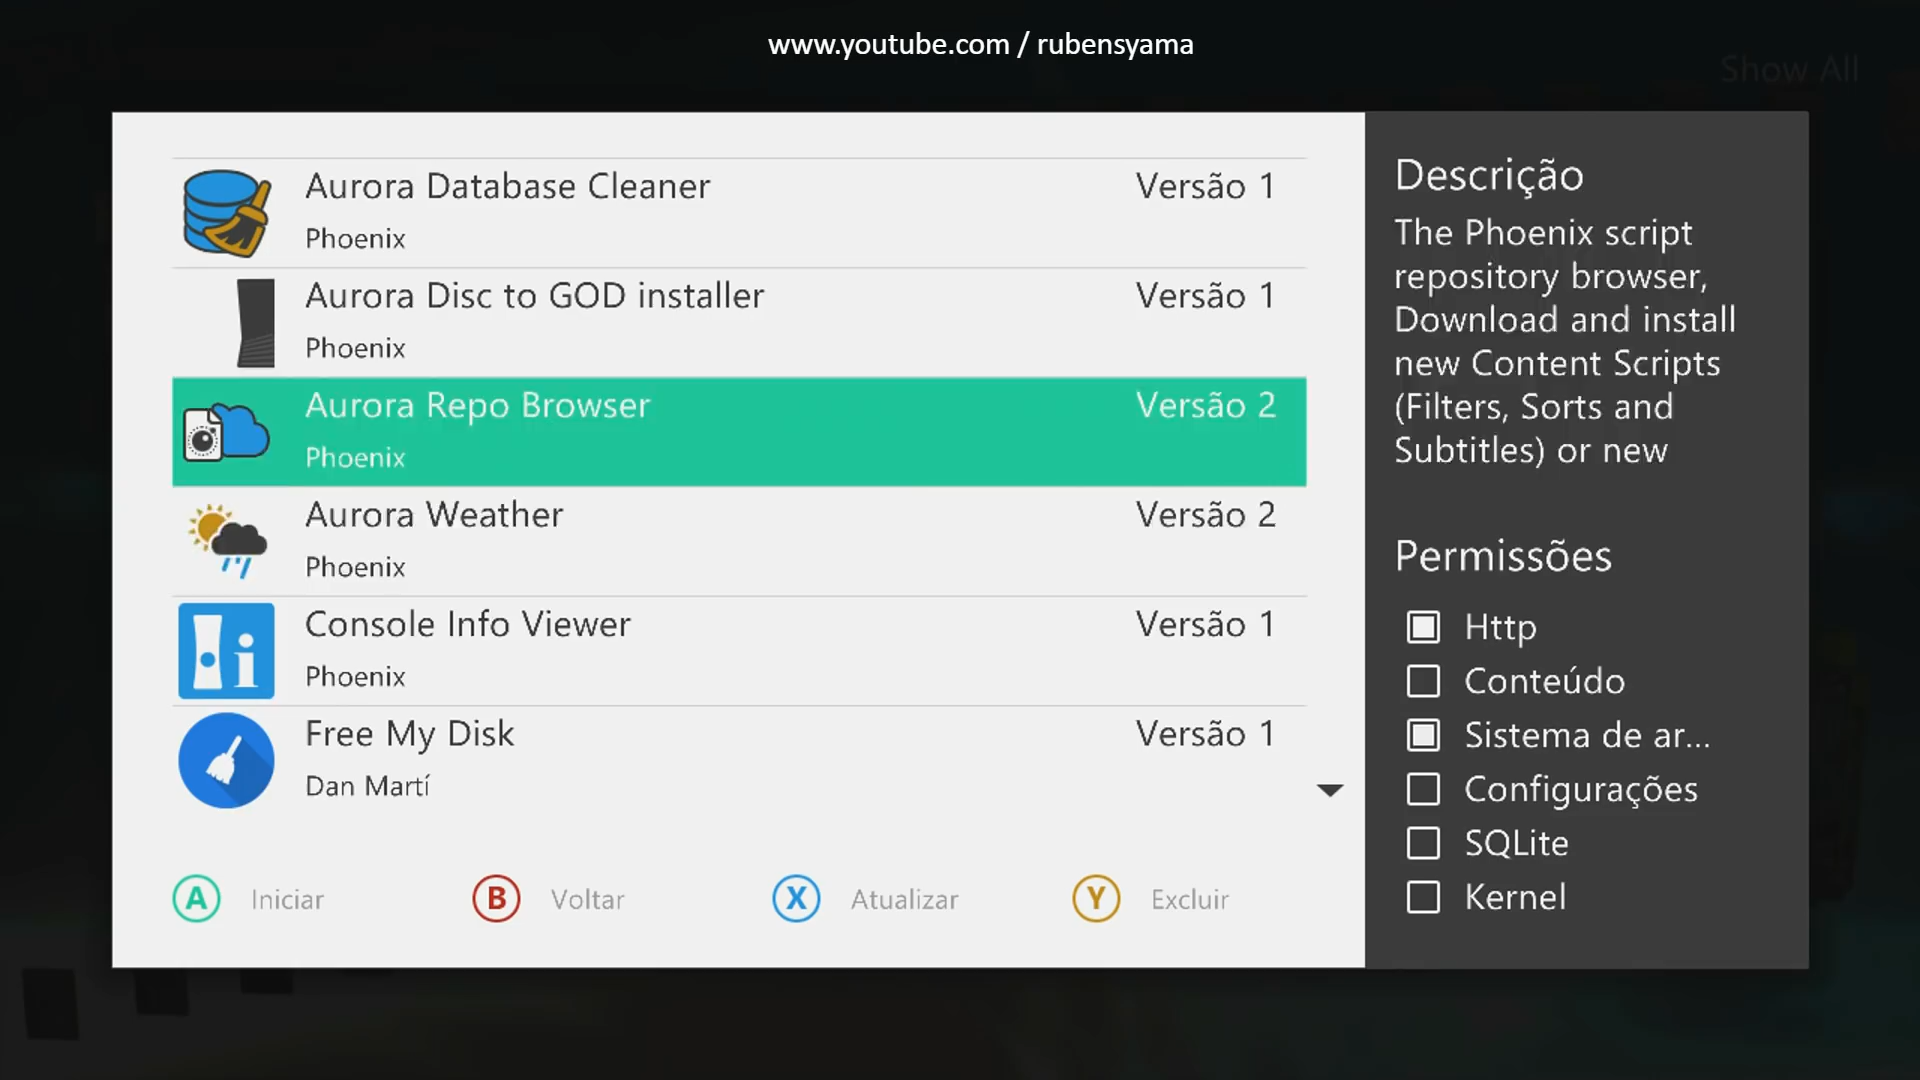 www.youtube.com / rubensyama
Show All
Aurora Database Cleaner
Versão 1
Phoenix
Aurora Disc to GOD installer
Versão 1
Phoenix
Aurora Repo Browser
Versão 2
Phoenix
Aurora Weather
Versão 2
Phoenix
Console Info Viewer
Versão 1
Phoenix
Free My Disk
Versão 1
Dan Martí
A Iniciar
B Voltar
X Atualizar
Y Excluir
Descrição
The Phoenix script
repository browser,
Download and install
new Content Scripts
(Filters, Sorts and
Subtitles) or new
Permissões
Http
Conteúdo
Sistema de ar...
Configurações
SQLite
Kernel